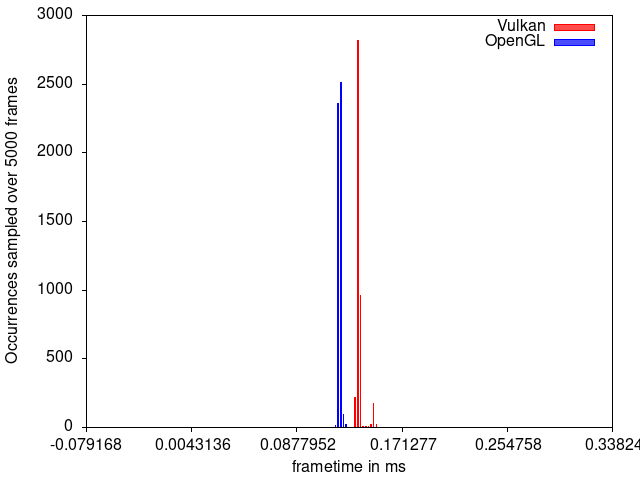 3000
Vulkan
OpenGL
2500
2000
1500
1000
500
0
Occurrences sampled over 5000 frames
-0.079168 0.0043136 0.0877952 0.171277 0.254758 0.33824
frametime in ms